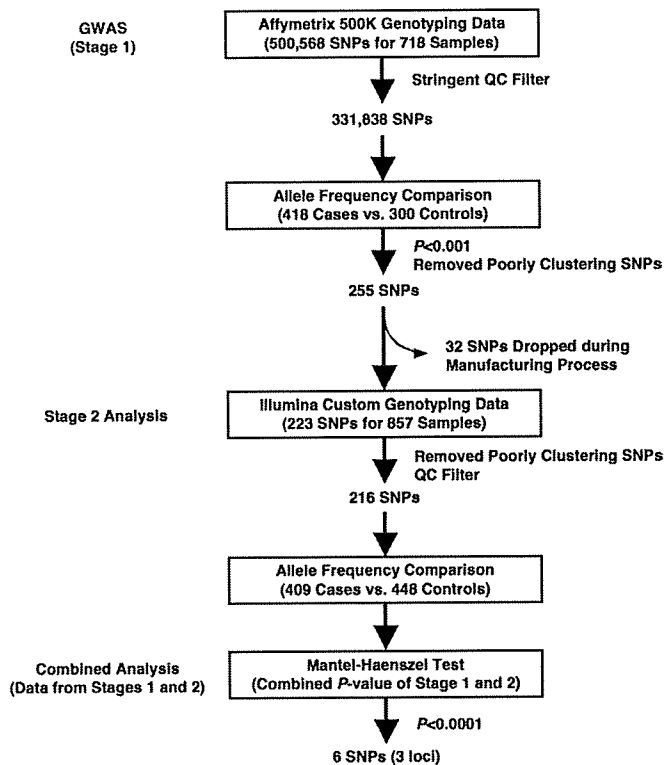 GWAS
(Stage 1)
Affymetrix 500K Genotyping Data
(500,568 SNPs for 718 Samples)
Stringent QC Filter
331,838 SNPs
Allele Frequency Comparison
(418 Cases vs. 300 Controls)
P<0.001
Removed Poorly Clustering SNPs
255 SNPs
32 SNPs Dropped during
Manufacturing Process
Stage 2 Analysis
Illumina Custom Genotyping Data
(223 SNPs for 857 Samples)
Removed Poorly Clustering SNPs
QC Filter
216 SNPs
Allele Frequency Comparison
(409 Cases vs. 448 Controls)
Combined Analysis
(Data from Stages 1 and 2)
Mantel-Haenszel Test
(Combined P-value of Stage 1 and 2)
P<0.0001
6 SNPs (3 loci)